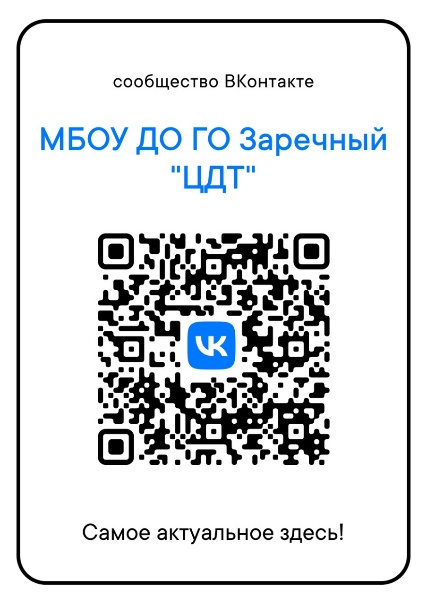 сообщество ВКонтакте
МБОУ ДО ГО Заречный
"ЦДТ"
Самое актуальное здесь!